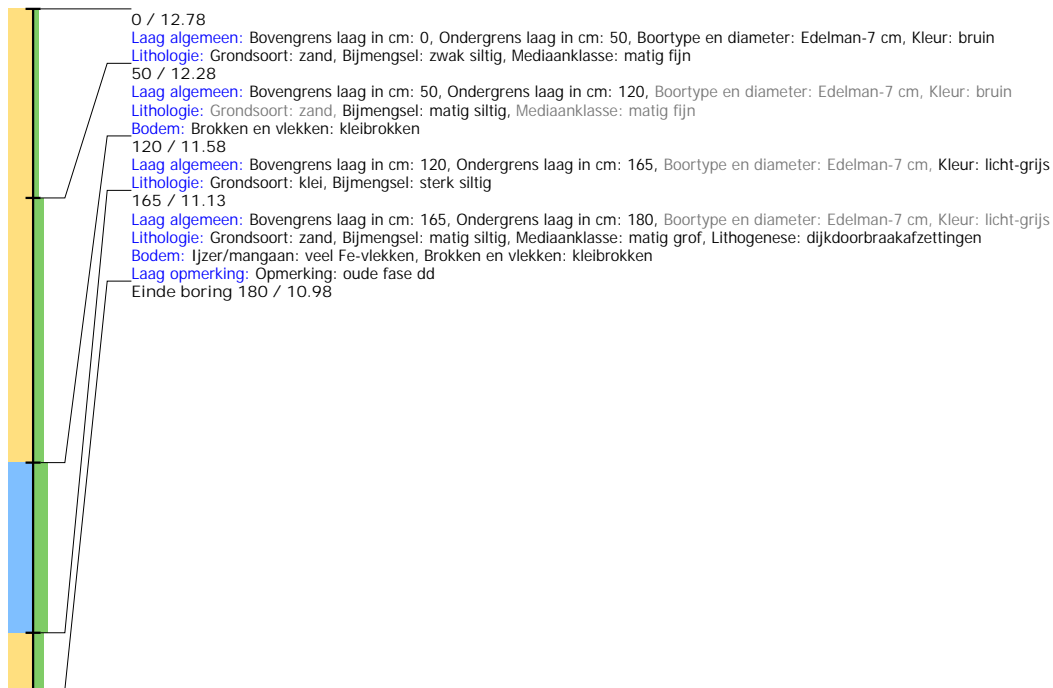 0 / 12.78
Laag algemeen: Bovengrens laag in cm: 0, Ondergrens laag in cm: 50, Boortype en diameter: Edelman-7 cm, Kleur: bruin
Lithologie: Grondsoort: zand, Bijmengsel: zwak siltig, Mediaanklasse: matig fijn
50 / 12.28
Laag algemeen: Bovengrens laag in cm: 50, Ondergrens laag in cm: 120, Boortype en diameter: Edelman-7 cm, Kleur: bruin
Lithologie: Grondsoort: zand, Bijmengsel: matig siltig, Mediaanklasse: matig fijn
Bodem: Brokken en vlekken: kleibrokken
120 / 11.58
Laag algemeen: Bovengrens laag in cm: 120, Ondergrens laag in cm: 165, Boortype en diameter: Edelman-7 cm, Kleur: licht-grijs
Lithologie: Grondsoort: klei, Bijmengsel: sterk siltig
165 / 11.13
Laag algemeen: Bovengrens laag in cm: 165, Ondergrens laag in cm: 180, Boortype en diameter: Edelman-7 cm, Kleur: licht-grijs
Lithologie: Grondsoort: zand, Bijmengsel: matig siltig, Mediaanklasse: matig grof, Lithogenese: dijkdoorbraakafzettingen
Bodem: Ijzer/mangaan: veel Fe-vlekken, Brokken en vlekken: kleibrokken
Laag opmerking: Opmerking: oude fase dd
Einde boring 180 / 10.98